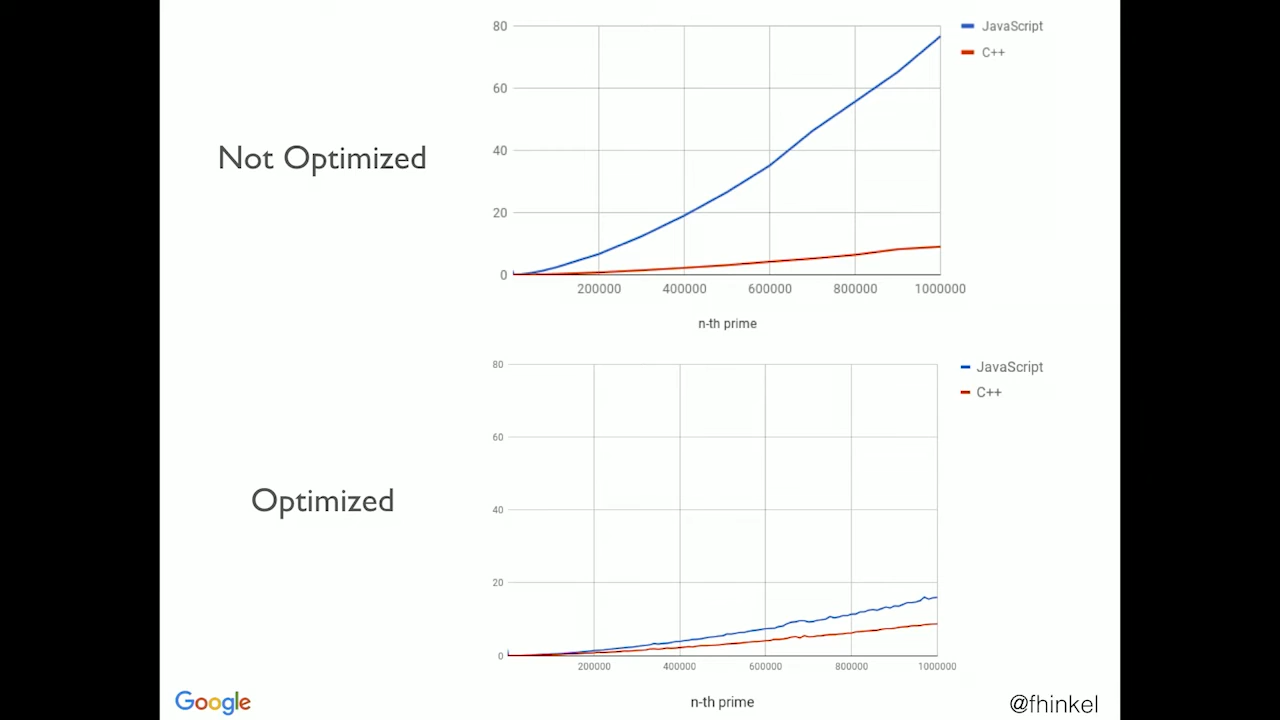 Not Optimized
80
60
40
20
0
200000 400000 600000 800000 1000000
n-th prime
JavaScript
C++
Optimized
80
60
40
20
0
200000 400000 600000 800000 1000000
n-th prime
JavaScript
C++
Google
@fhinkel